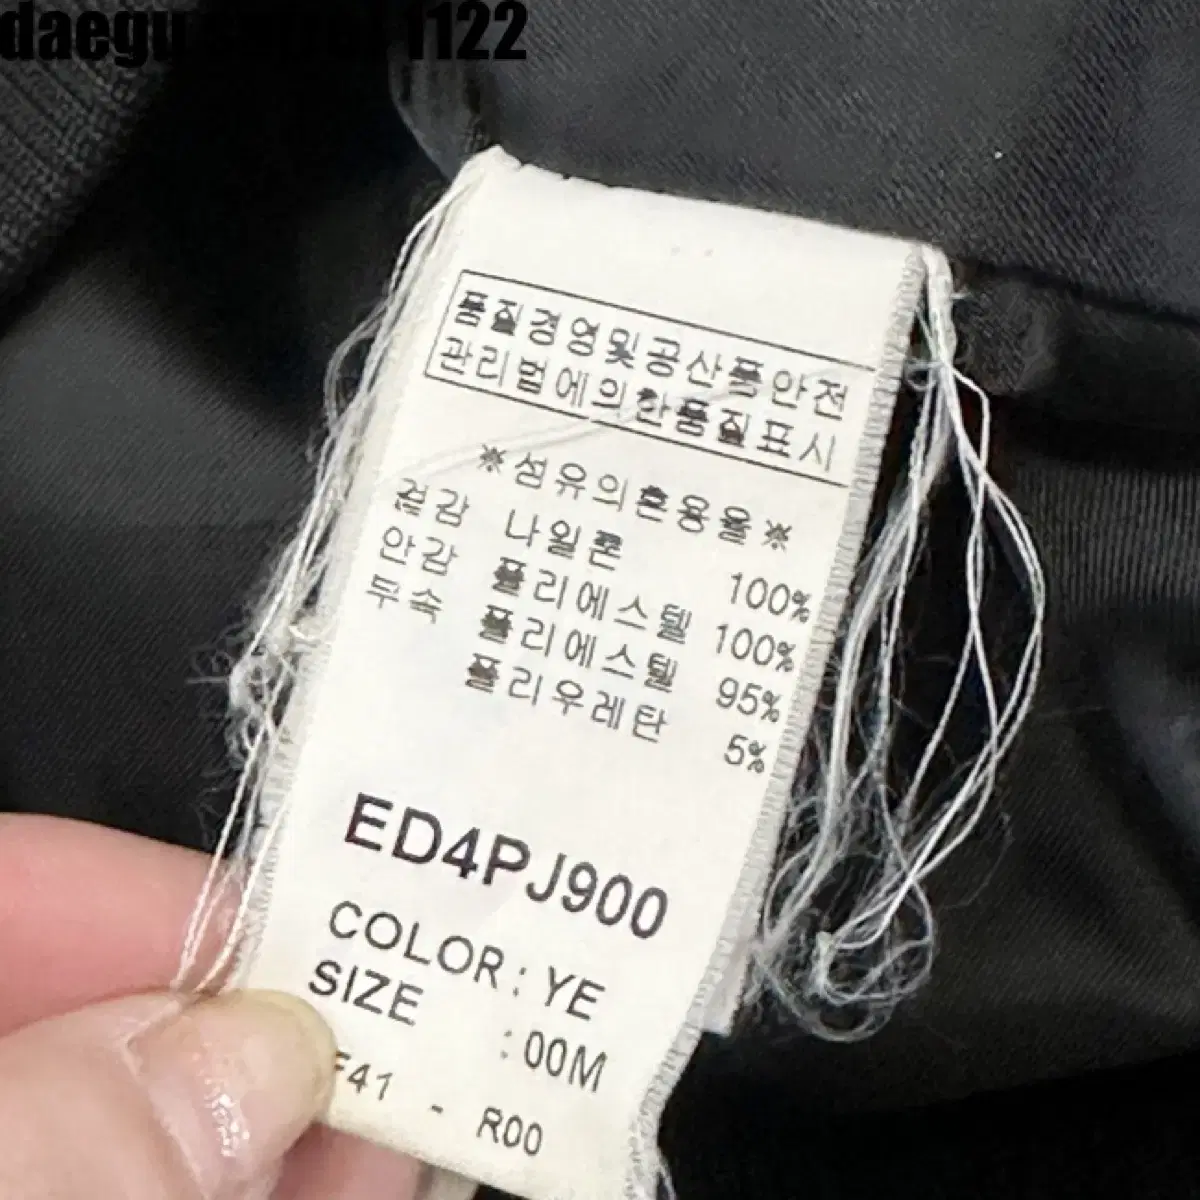 daegu sunel 1122
품질경영및공산품안전
관리법에의한품질표시
※섬유의혼용율※
겉감 나일론 100%
안감 폴리에스텔 100%
부속 폴리에스텔 95%
폴리우레탄 5%
ED4PJ900
COLOR : YE
SIZE : 00M
F41 - R00